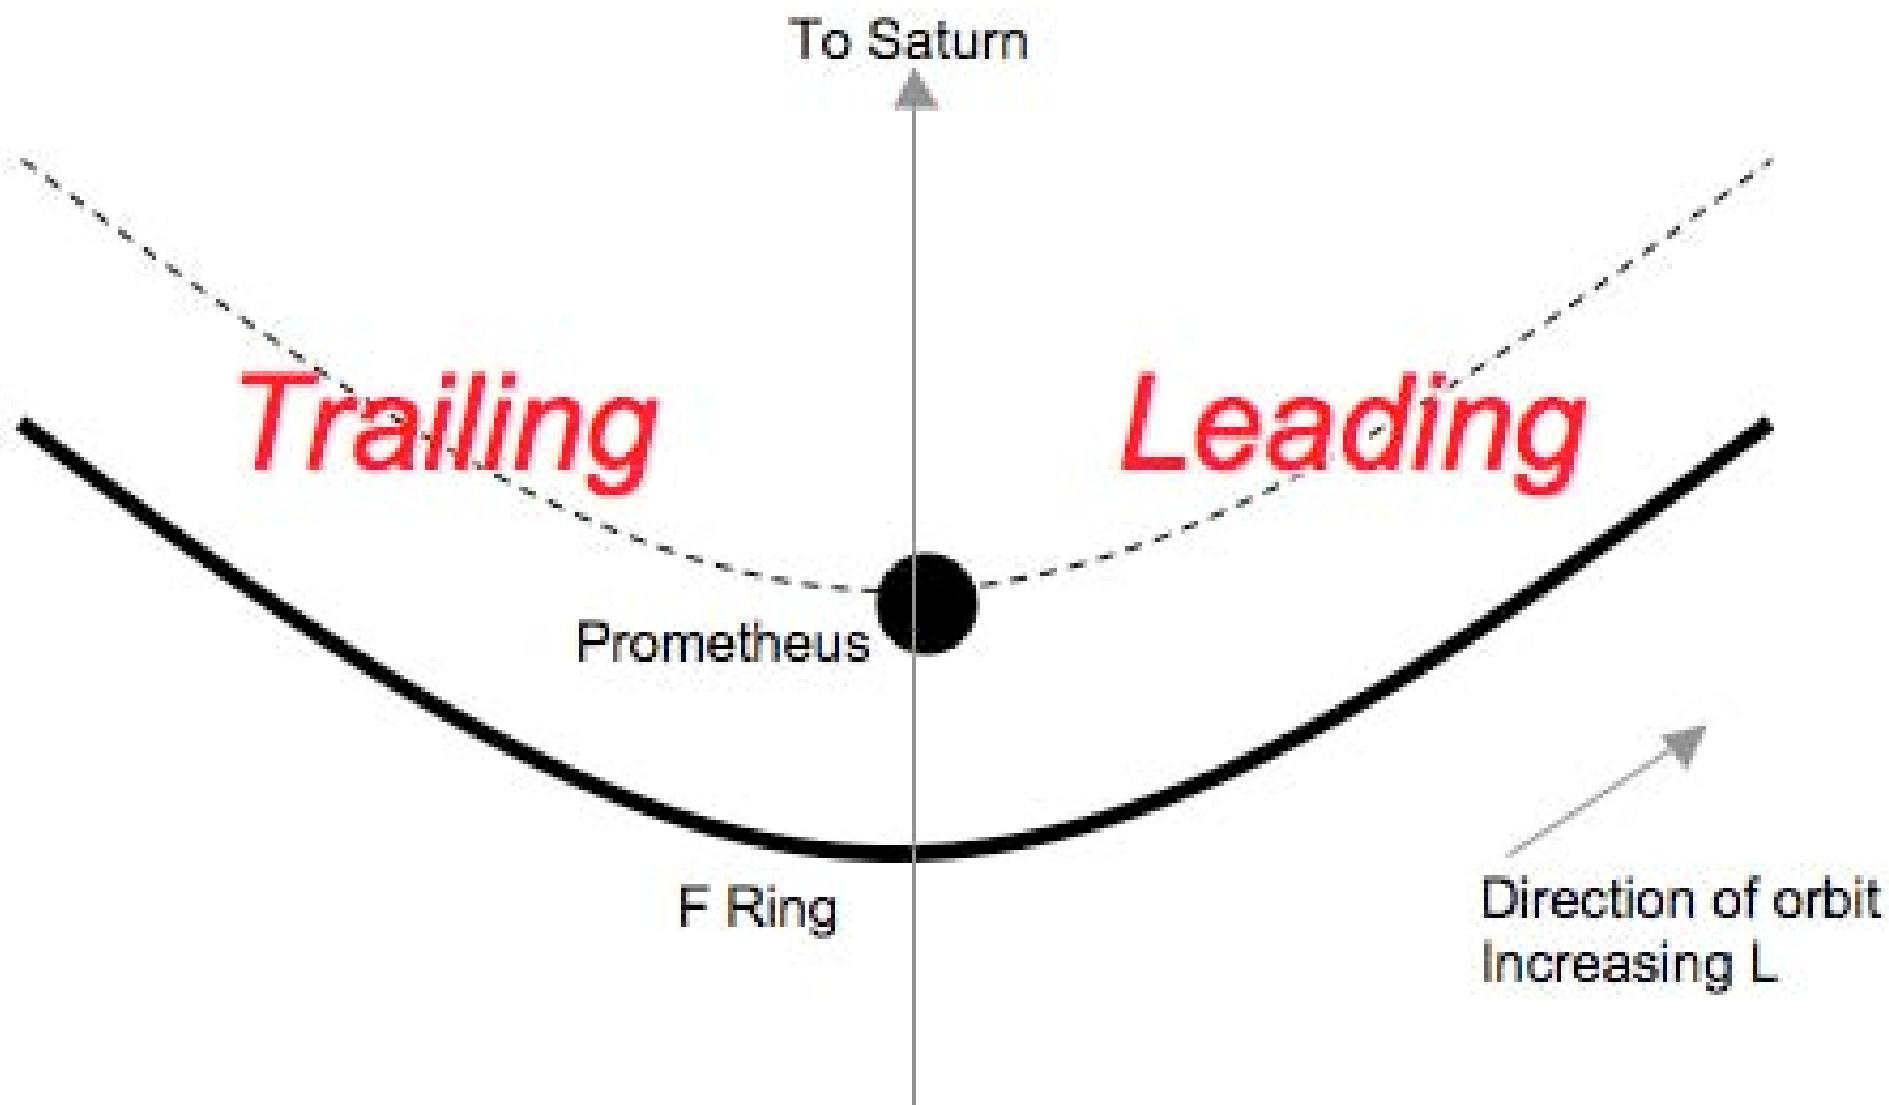 To Saturn
Trailing
Leading
Prometheus
F Ring
Direction of orbit
Increasing L